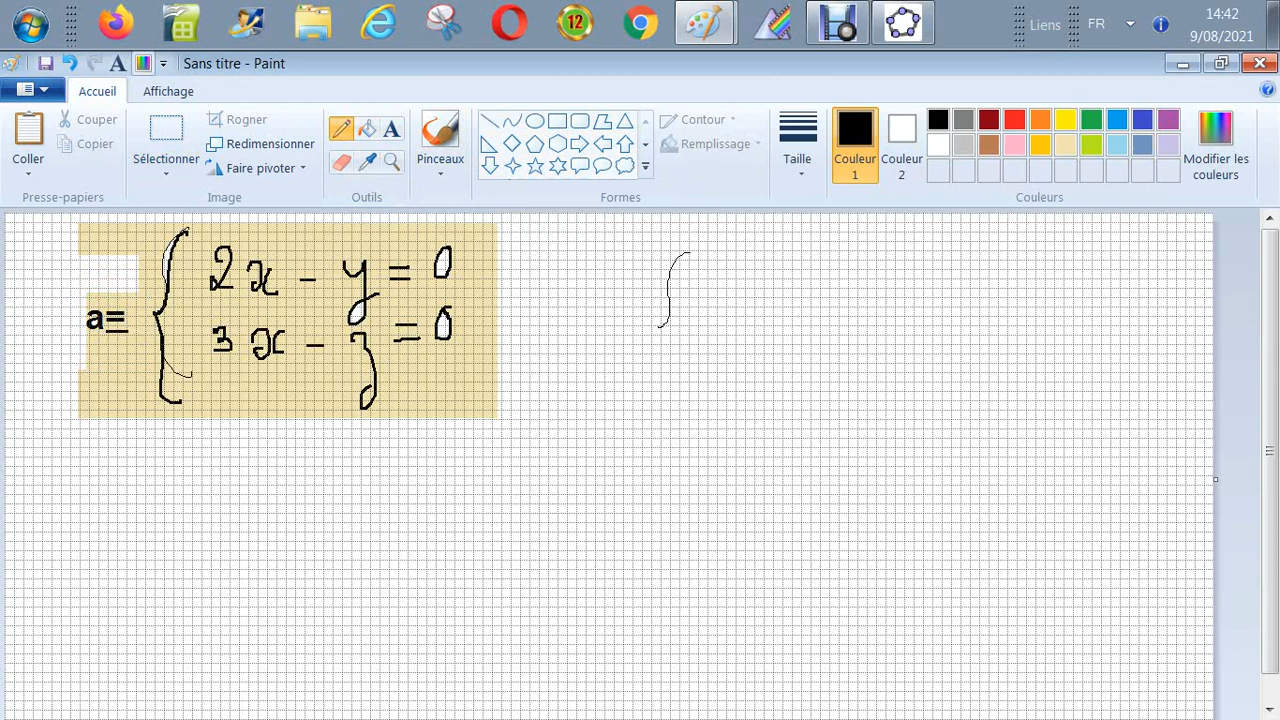 12
Liens
FR
14:42
9/08/2021
Sans titre - Paint
Accueil
Affichage
Coller
Couper
Copier
Presse-papiers
Sélectionner
Rogner
Redimensionner
Faire pivoter
Image
A
Outils
Pinceaux
Contour
Remplissage
Formes
Taille
Couleur 1
Couleur 2
Modifier les couleurs
Couleurs
2x - y = 0
a=
3x - z = 0